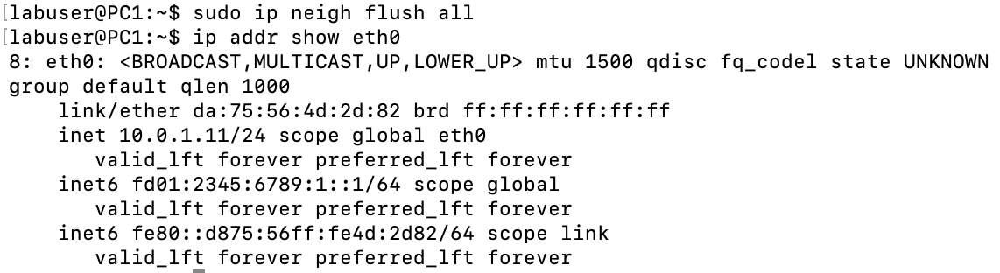 [labuser@PC1:~$ sudo ip neigh flush all
[labuser@PC1:~$ ip addr show eth0
8: eth0: <BROADCAST,MULTICAST,UP,LOWER_UP> mtu 1500 qdisc fq_codel state UNKNOWN
group default qlen 1000
    link/ether da:75:56:4d:2d:82 brd ff:ff:ff:ff:ff:ff
    inet 10.0.1.11/24 scope global eth0
       valid_lft forever preferred_lft forever
    inet6 fd01:2345:6789:1::1/64 scope global
       valid_lft forever preferred_lft forever
    inet6 fe80::d875:56ff:fe4d:2d82/64 scope link
       valid_lft forever preferred_lft forever